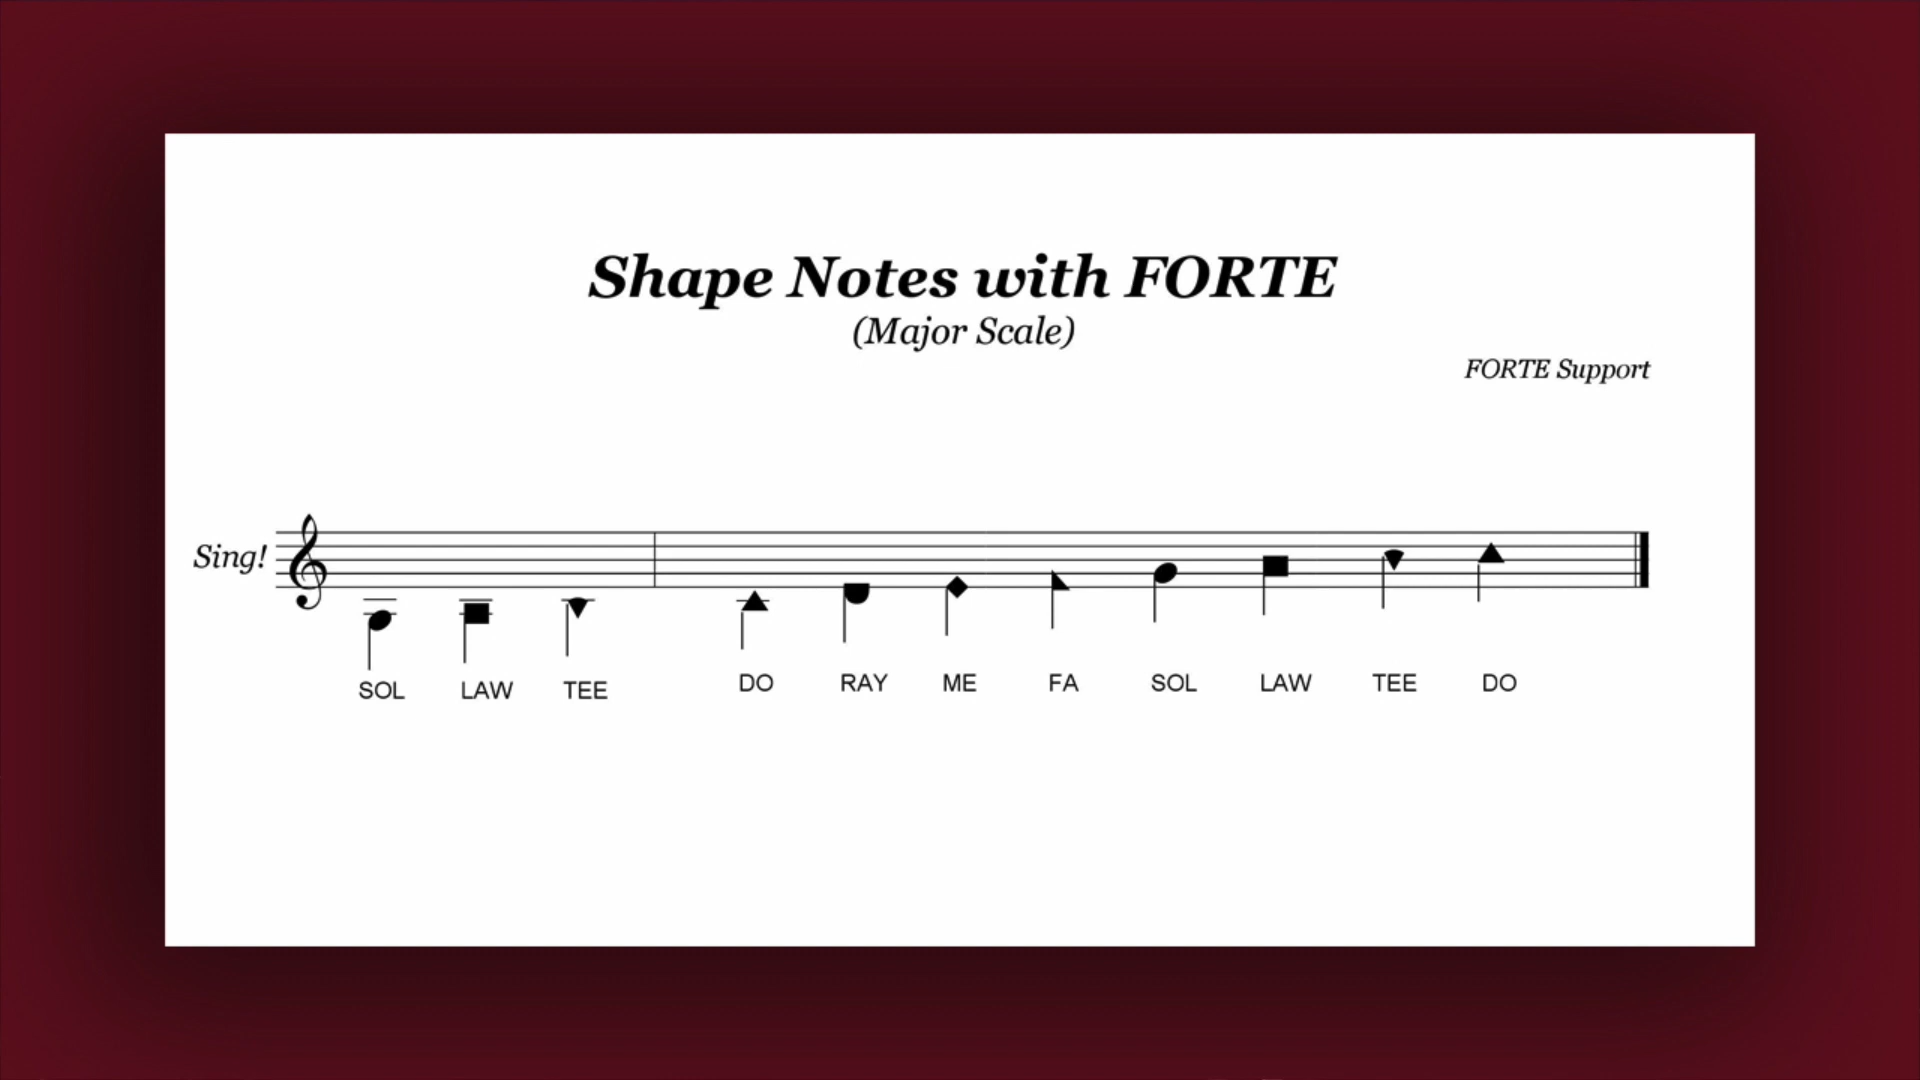 Shape Notes with FORTE
(Major Scale)
FORTE Support
Sing!
SOL LAW TEE DO RAY ME FA SOL LAW TEE DO